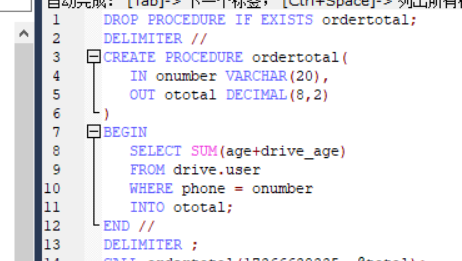 自动完成: [Tab]-> 下一个标签, [Ctrl+Space]-> 列出所有
1 DROP PROCEDURE IF EXISTS ordertotal;
2 DELIMITER //
3 CREATE PROCEDURE ordertotal(
4 IN onumber VARCHAR(20),
5 OUT ototal DECIMAL(8,2)
6 )
7 BEGIN
8 SELECT SUM(age+drive_age)
9 FROM drive.user
10 WHERE phone = onumber
11 INTO ototal;
12 END //
13 DELIMITER ;